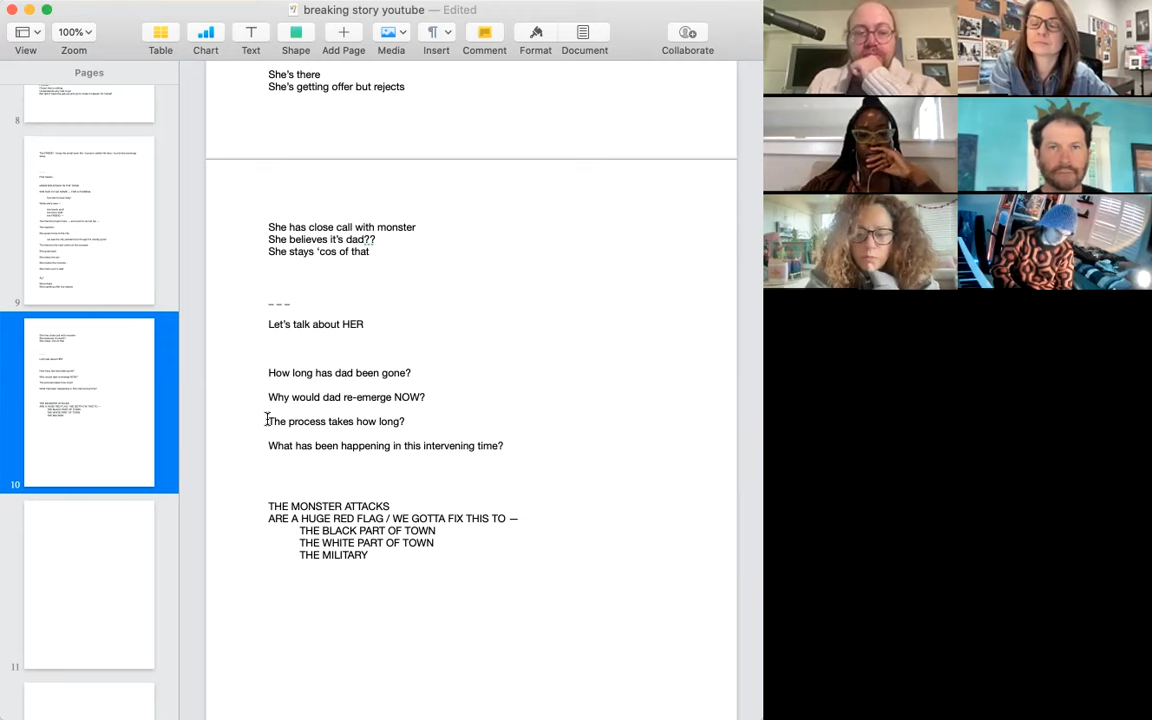 breaking story youtube — Edited
View
100%
Zoom
Table
Chart
Text
Shape
Add Page
Media
Insert
Comment
Format
Document
Collaborate
Pages
8
9
10
11
She's there
She's getting offer but rejects
She has close call with monster
She believes it's dad??
She stays 'cos of that
— — —
Let's talk about HER
How long has dad been gone?
Why would dad re-emerge NOW?
The process takes how long?
What has been happening in this intervening time?
THE MONSTER ATTACKS
ARE A HUGE RED FLAG / WE GOTTA FIX THIS TO —
THE BLACK PART OF TOWN
THE WHITE PART OF TOWN
THE MILITARY